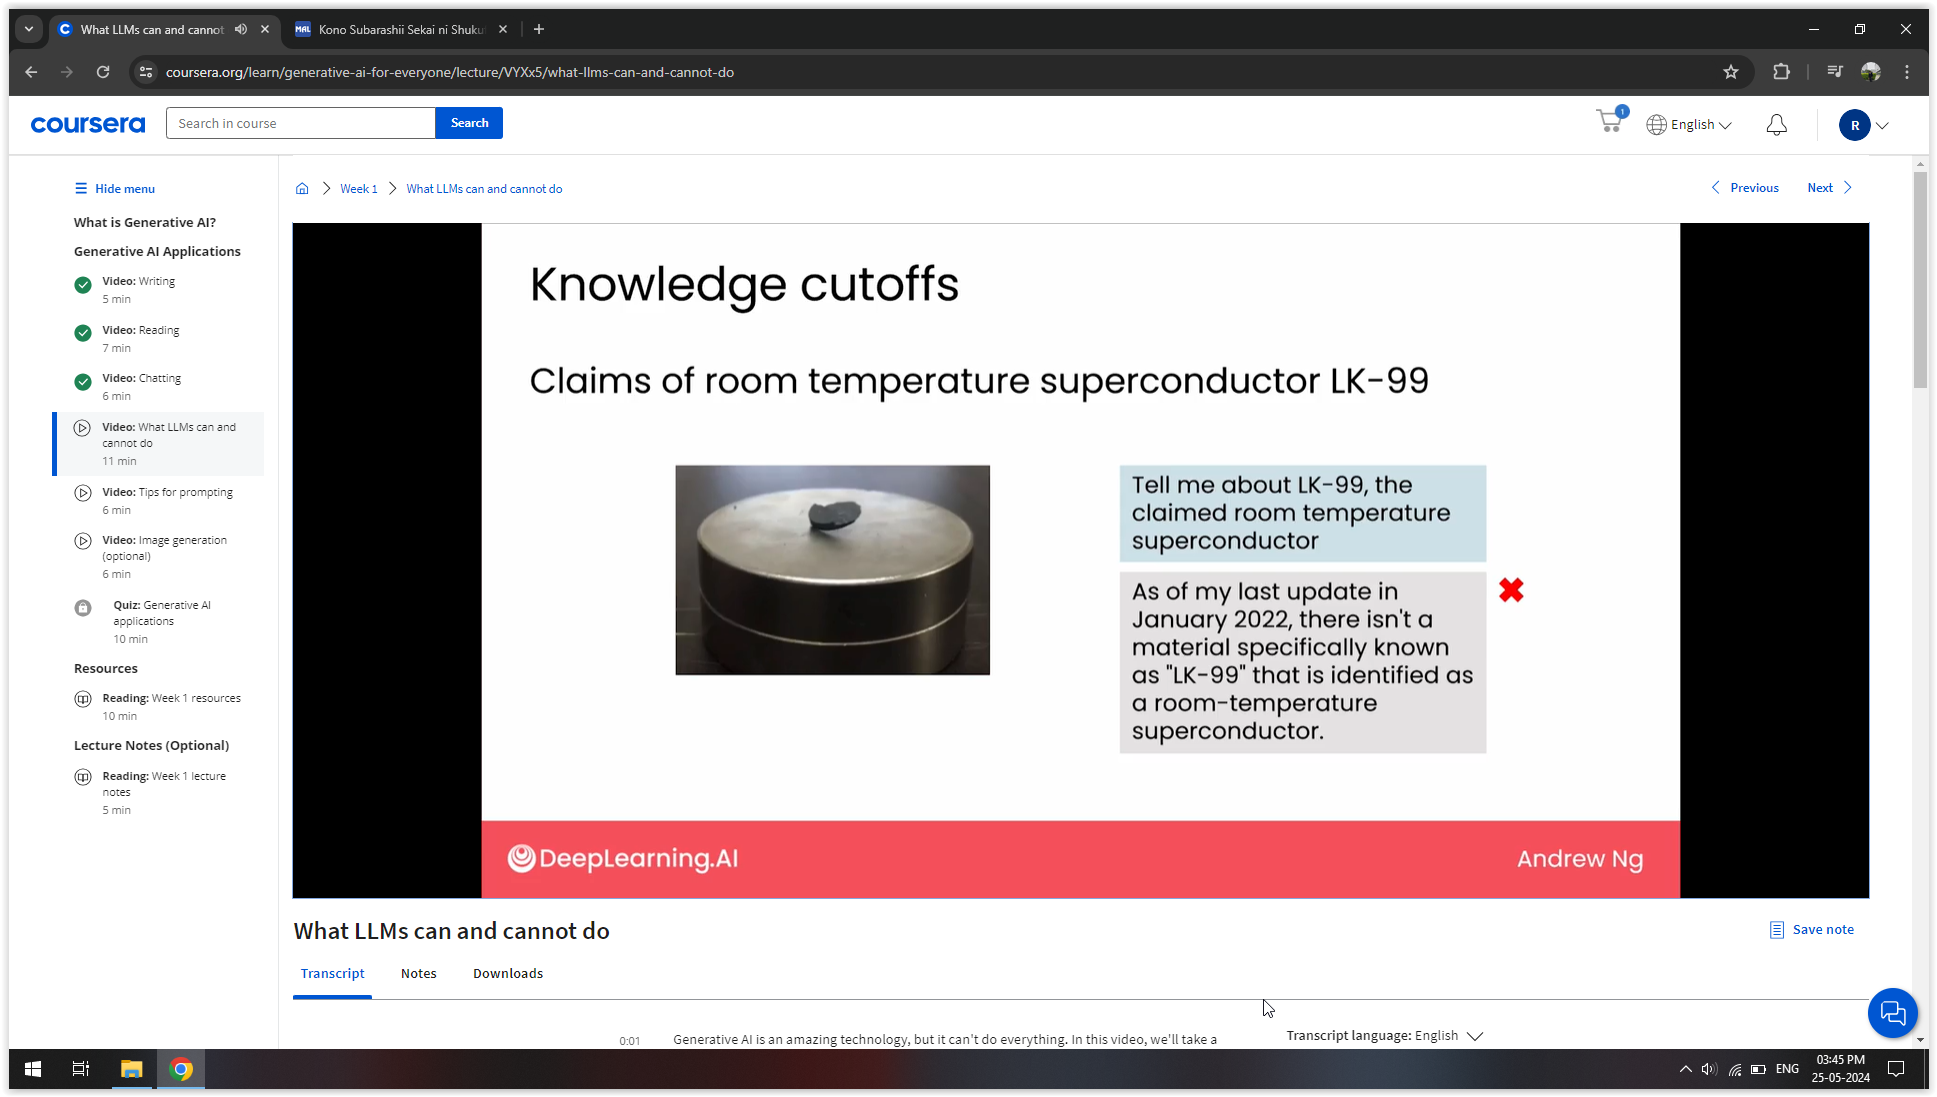 What LLMs can and cannot
Kono Subarashii Sekai ni Shuku
coursera.org/learn/generative-ai-for-everyone/lecture/VYXx5/what-llms-can-and-cannot-do
coursera
Search in course
Search
1
English
R
Hide menu
What is Generative AI?
Generative AI Applications
Video: Writing
5 min
Video: Reading
7 min
Video: Chatting
6 min
Video: What LLMs can and
cannot do
11 min
Video: Tips for prompting
6 min
Video: Image generation
(optional)
6 min
Quiz: Generative AI
applications
10 min
Resources
Reading: Week 1 resources
10 min
Lecture Notes (Optional)
Reading: Week 1 lecture
notes
5 min
Week 1
What LLMs can and cannot do
Previous
Next
Knowledge cutoffs
Claims of room temperature superconductor LK-99
Tell me about LK-99, the
claimed room temperature
superconductor
As of my last update in
January 2022, there isn't a
material specifically known
as "LK-99" that is identified as
a room-temperature
superconductor.
DeepLearning.AI
Andrew Ng
What LLMs can and cannot do
Save note
Transcript
Notes
Downloads
0:01
Generative AI is an amazing technology, but it can't do everything. In this video, we'll take a
Transcript language: English
ENG
03:45 PM
25-05-2024
MAL